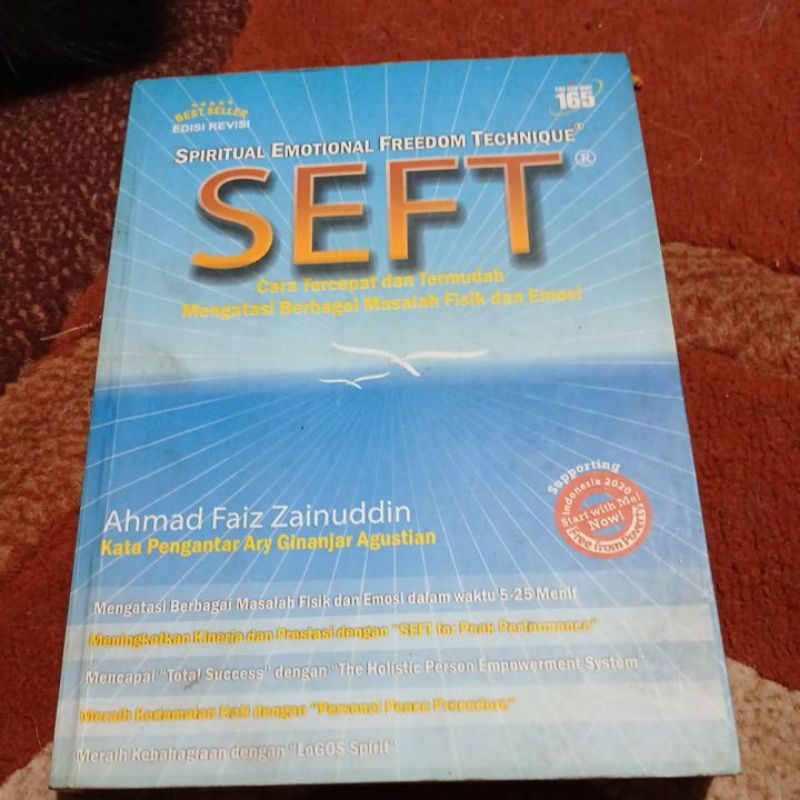 BEST SELLER
EDISI REVISI
THE ESQ WAY
165
SPIRITUAL EMOTIONAL FREEDOM TECHNIQUE®
SEFT®
Cara Tercepat dan Termudah
Mengatasi Berbagai Masalah Fisik dan Emosi
Supporting
Indonesia 2020
Start with Me!
Now!
Free from Poverty
Ahmad Faiz Zainuddin
Kata Pengantar Ary Ginanjar Agustian
Mengatasi Berbagai Masalah Fisik dan Emosi dalam waktu 5-25 Menit
Meningkatkan Kinerja dan Prestasi dengan "SEFT for Peak Performance"
Mencapai "Total Success" dengan "The Holistic Person Empowerment System"
Meraih Kedamaian Hati dengan "Personal Peace Procedure"
Meraih Kebahagiaan dengan "LoGOS Spirit"